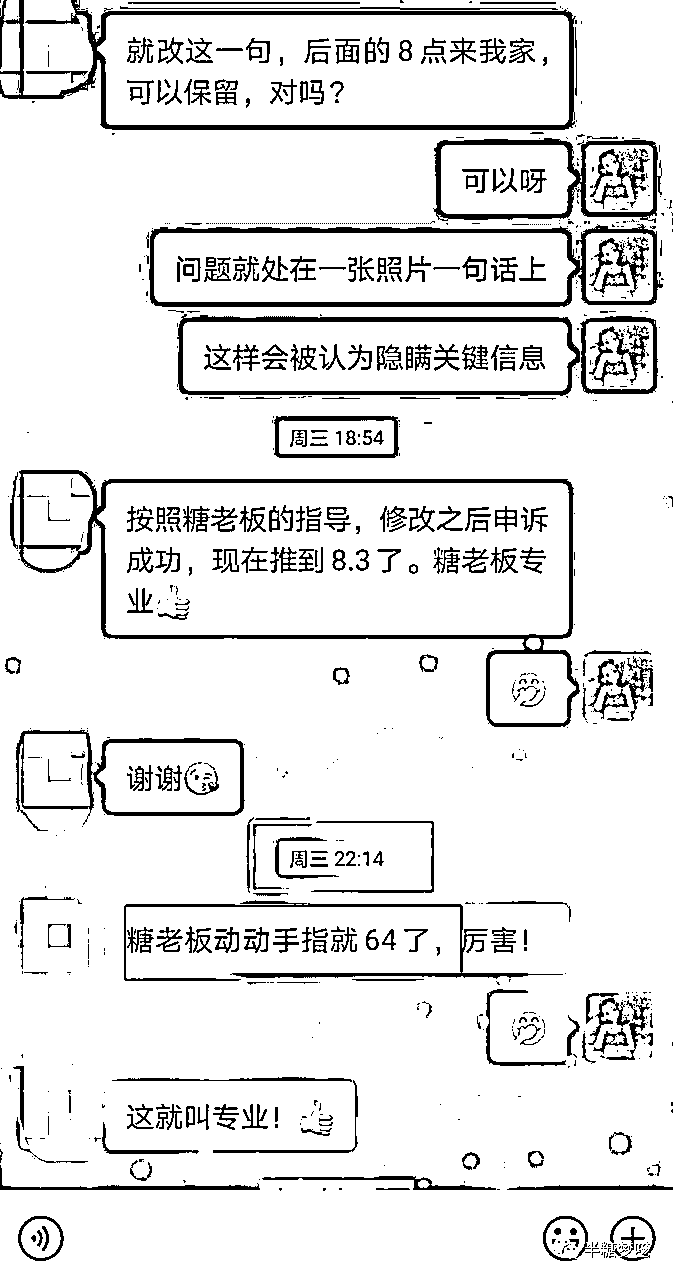 就改这一句，后面的 8 点来我家，
可以保留，对吗？
可以呀
问题就处在一张照片一句话上
这样会被认为隐瞒关键信息
周三 18:54
按照糖老板的指导，修改之后申诉
成功，现在推到 8.3 了。糖老板专
业👍
谢谢😘
周三 22:14
糖老板动动手指就 64 了，厉害！
这就叫专业！👍